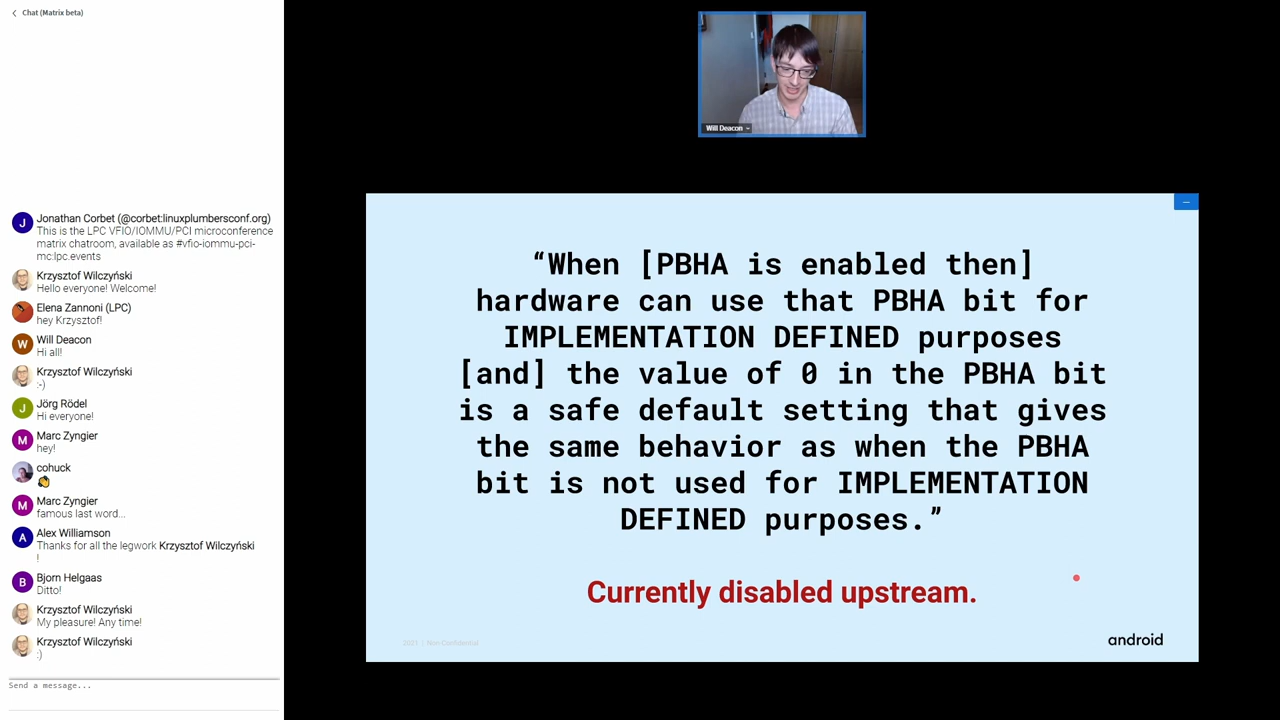 Chat (Matrix beta)
J
Jonathan Corbet (@corbet:linuxplumbersconf.org)
This is the LPC VFIO/IOMMU/PCI microconference
matrix chatroom, available as #vfio-iommu-pci-
mc:lpc.events
Krzysztof Wilczyński
Hello everyone! Welcome!
Elena Zannoni (LPC)
hey Krzysztof!
W
Will Deacon
Hi all!
Krzysztof Wilczyński
:-)
J
Jörg Rödel
Hi everyone!
M
Marc Zyngier
hey!
cohuck
👏
M
Marc Zyngier
famous last word...
A
Alex Williamson
Thanks for all the legwork Krzysztof Wilczyński
!
B
Bjorn Helgaas
Ditto!
Krzysztof Wilczyński
My pleasure! Any time!
Krzysztof Wilczyński
:)
Send a message...
Will Deacon
“When [PBHA is enabled then]
hardware can use that PBHA bit for
IMPLEMENTATION DEFINED purposes
[and] the value of 0 in the PBHA bit
is a safe default setting that gives
the same behavior as when the PBHA
bit is not used for IMPLEMENTATION
DEFINED purposes.”
Currently disabled upstream.
2021 | Non Confidential
android